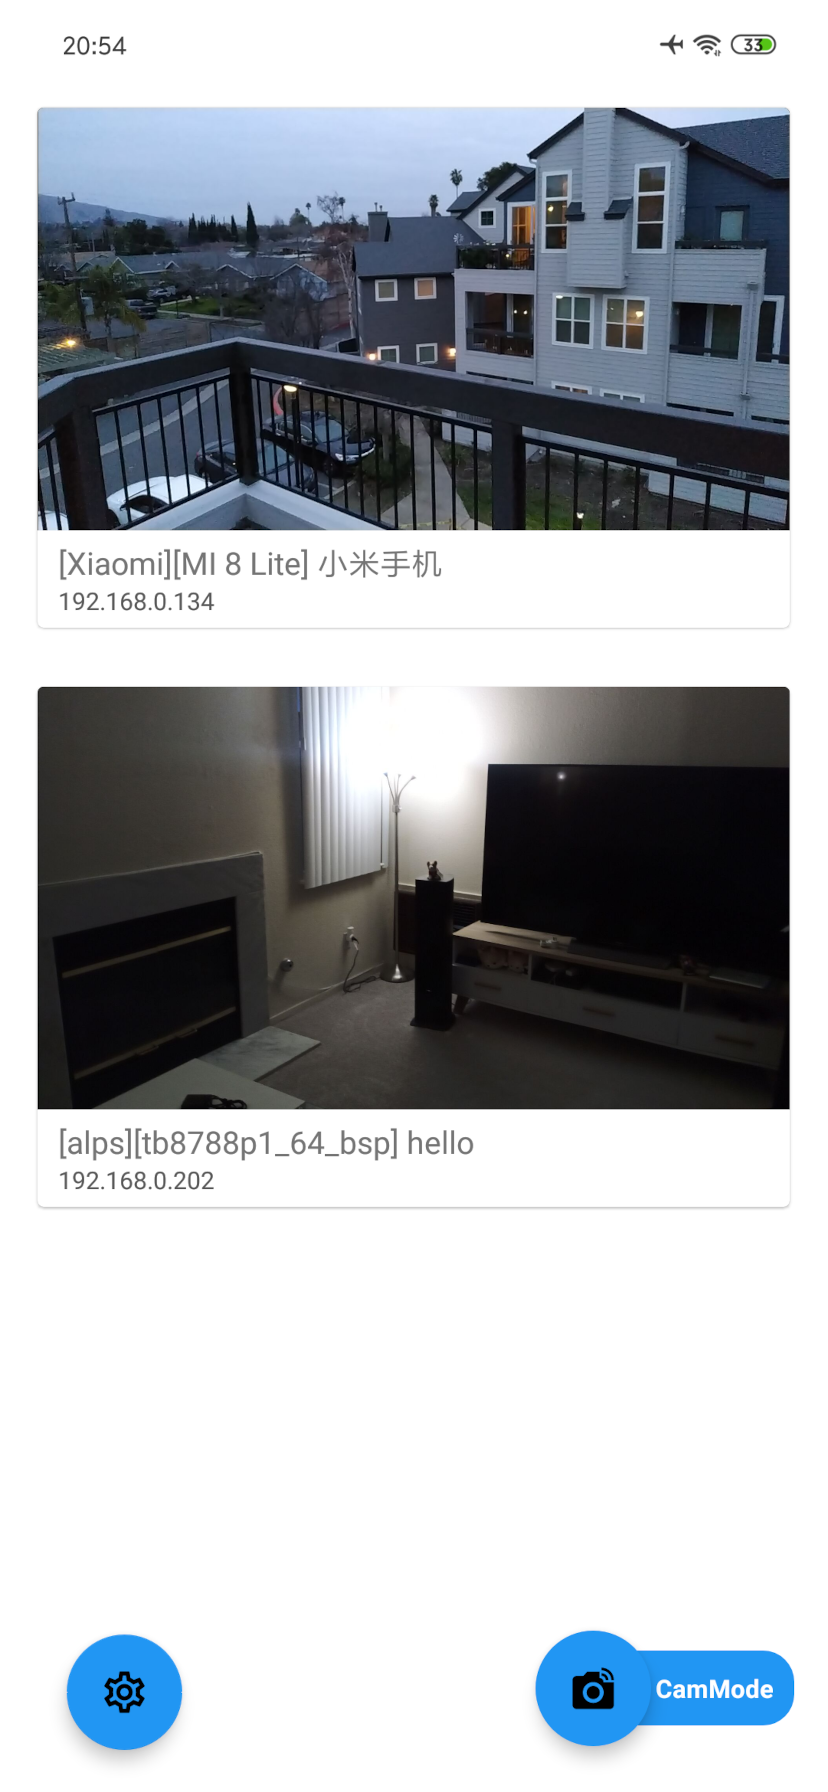 20:54
33
[Xiaomi][MI 8 Lite] 小米手机
192.168.0.134
[alps][tb8788p1_64_bsp] hello
192.168.0.202
CamMode